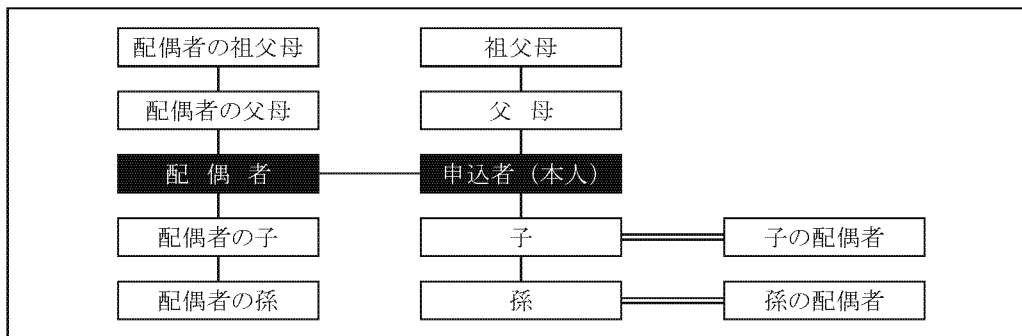 配偶者の祖父母
祖父母
配偶者の父母
父 母
配 偶 者
申込者（本人）
配偶者の子
子
子の配偶者
配偶者の孫
孫
孫の配偶者